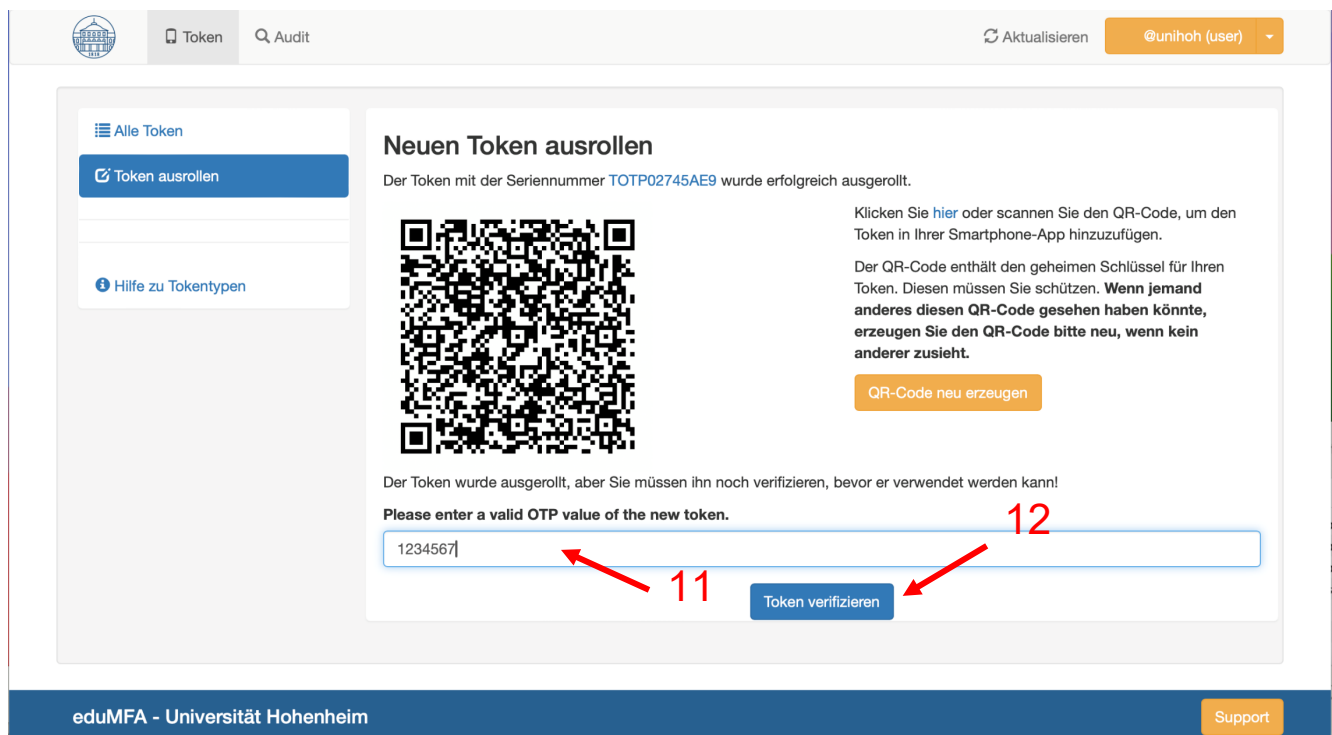 Token
Audit
Aktualisieren
@unihoh (user)
Alle Token
Token ausrollen
Hilfe zu Tokentypen
Neuen Token ausrollen
Der Token mit der Seriennummer TOTP02745AE9 wurde erfolgreich ausgerollt.
Klicken Sie hier oder scannen Sie den QR-Code, um den
Token in Ihrer Smartphone-App hinzuzufügen.
Der QR-Code enthält den geheimen Schlüssel für Ihren
Token. Diesen müssen Sie schützen. Wenn jemand
anderes diesen QR-Code gesehen haben könnte,
erzeugen Sie den QR-Code bitte neu, wenn kein
anderer zusieht.
QR-Code neu erzeugen
Der Token wurde ausgerollt, aber Sie müssen ihn noch verifizieren, bevor er verwendet werden kann!
Please enter a valid OTP value of the new token.
12
1234567
11
Token verifizieren
eduMFA - Universität Hohenheim
Support
1818